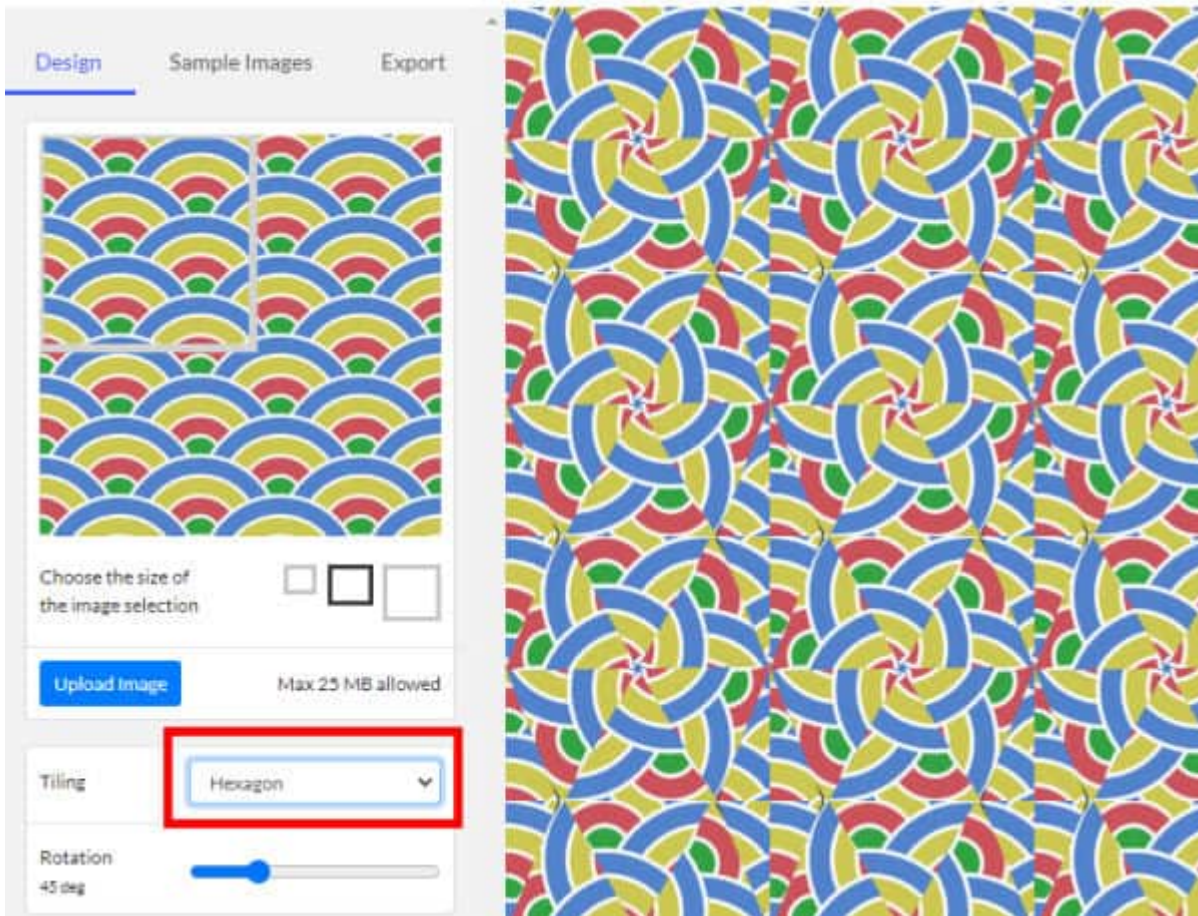 Design Sample Images Export
Choose the size of
the image selection
Upload Image Max 25 MB allowed
Tiling Hexagon
Rotation
45 deg